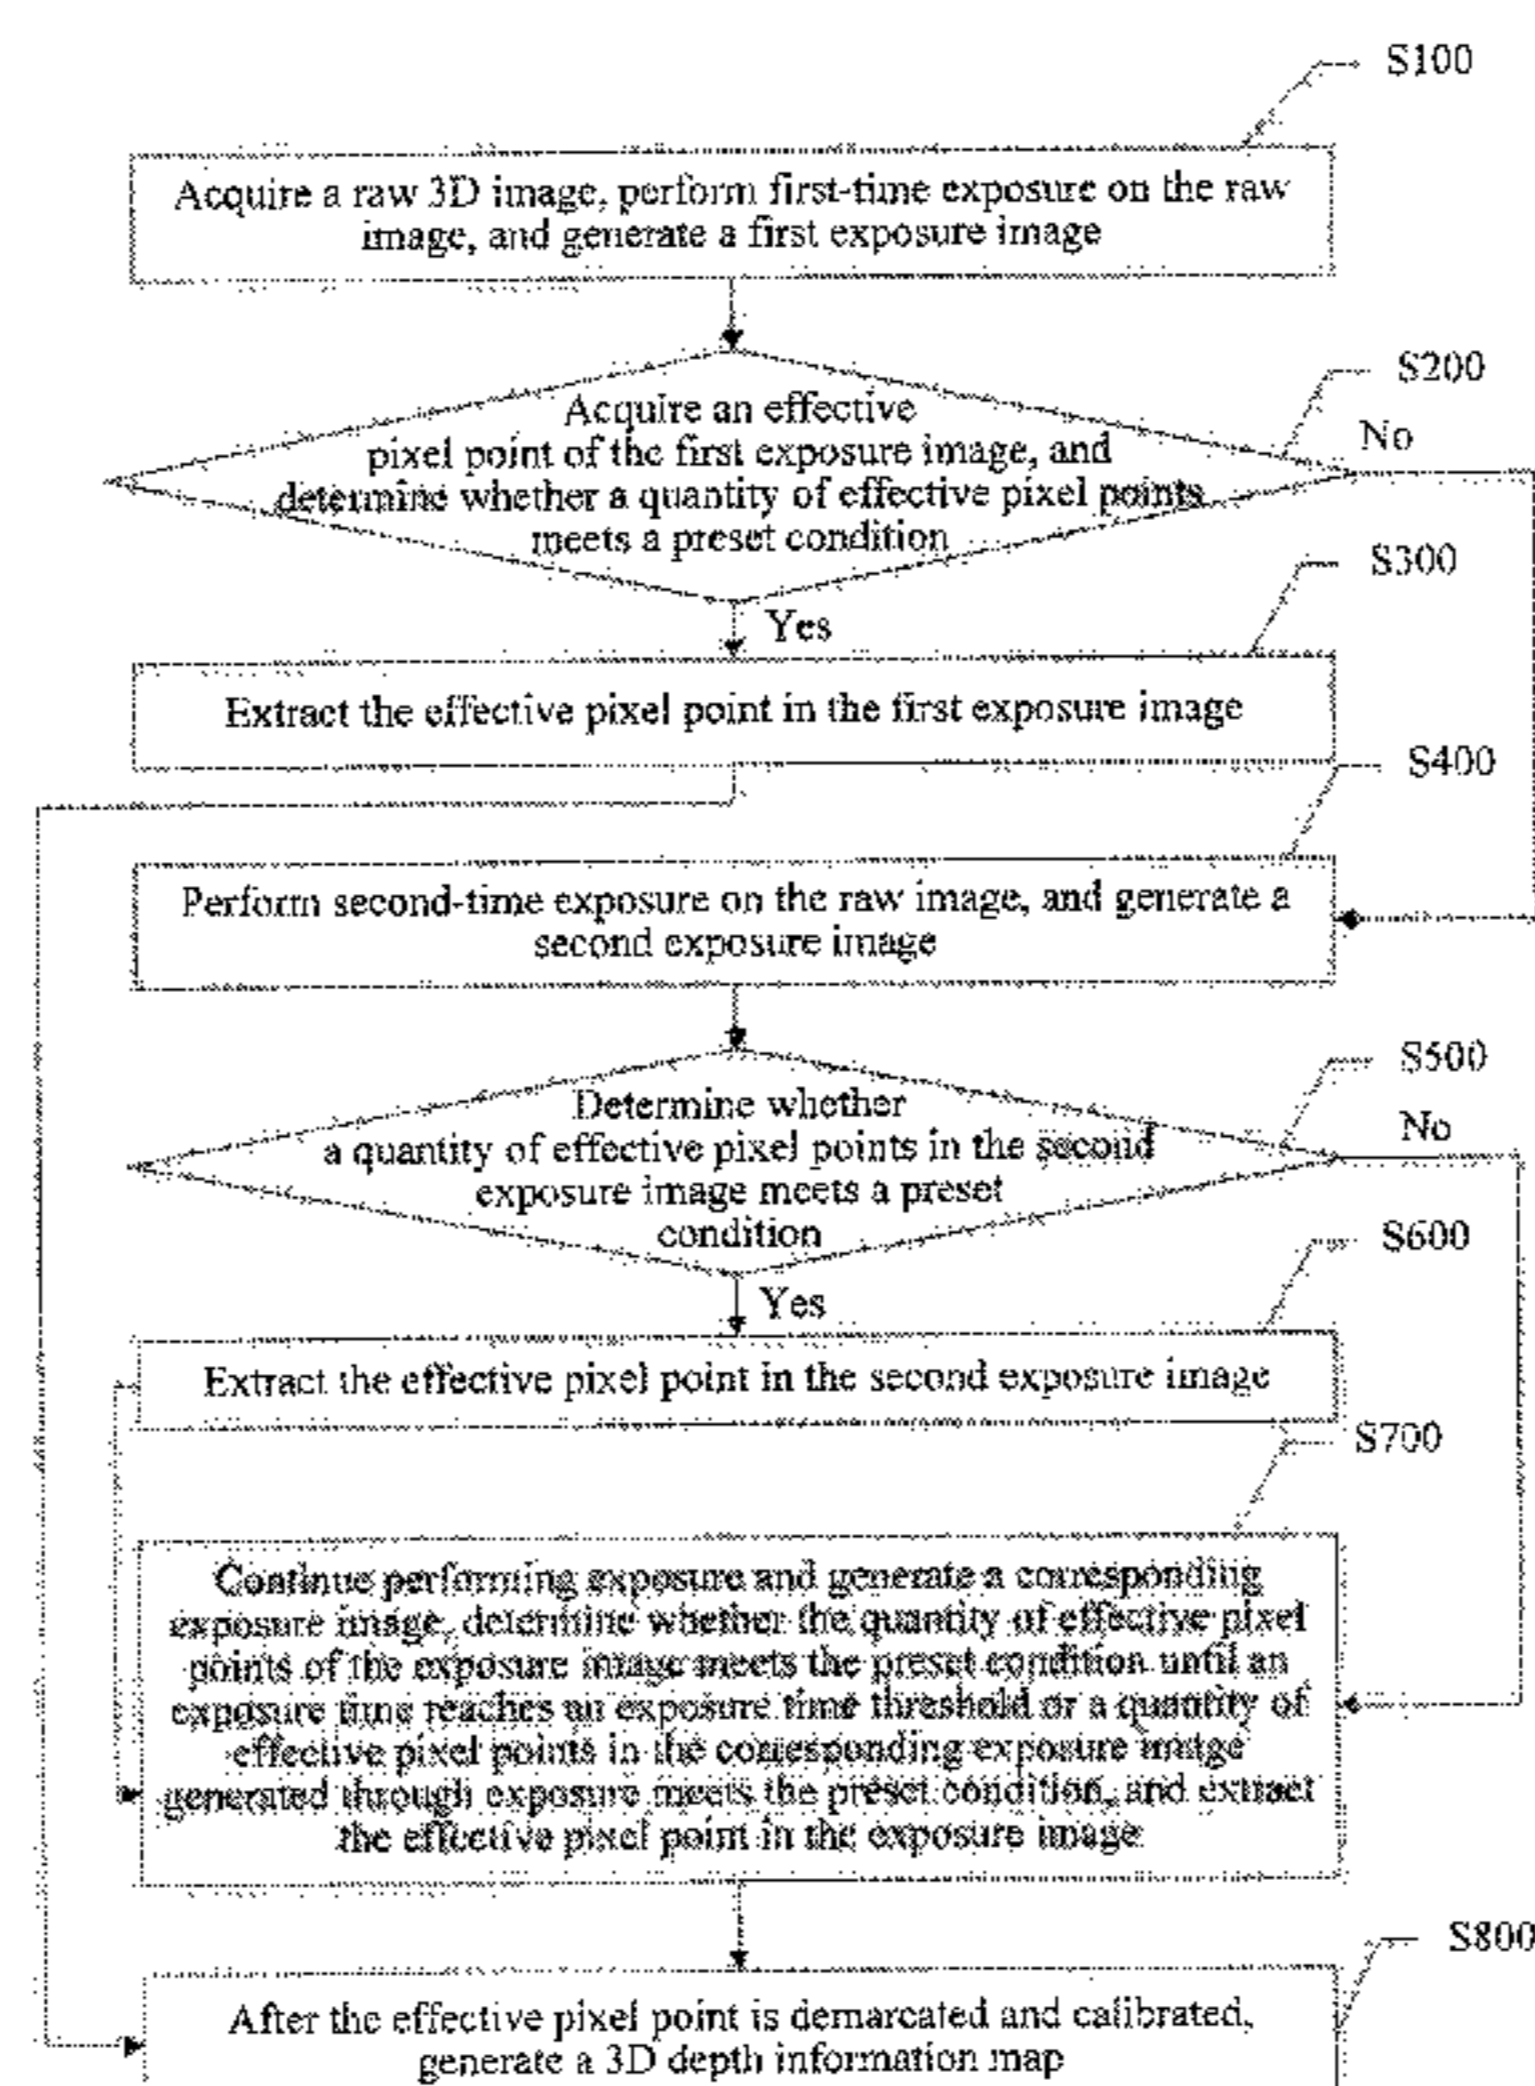 S100
Acquire a raw 3D image, perform first-time exposure on the raw
image, and generate a first exposure image
S200
No
Acquire an effective
pixel point of the first exposure image, and
determine whether a quantity of effective pixel points
meets a preset condition
S300
Yes
Extract the effective pixel point in the first exposure image
S400
Perform second-time exposure on the raw image, and generate a
second exposure image
S500
No
Determine whether
a quantity of effective pixel points in the second
exposure image meets a preset
condition
S600
Yes
Extract the effective pixel point in the second exposure image
S700
Continue performing exposure and generate a corresponding
exposure image, determine whether the quantity of effective pixel
points of the exposure image meets the preset condition until an
exposure time reaches an exposure time threshold or a quantity of
effective pixel points in the corresponding exposure image
generated through exposure meets the preset condition, and extract
the effective pixel point in the exposure image
S800
After the effective pixel point is demarcated and calibrated,
generate a 3D depth information map